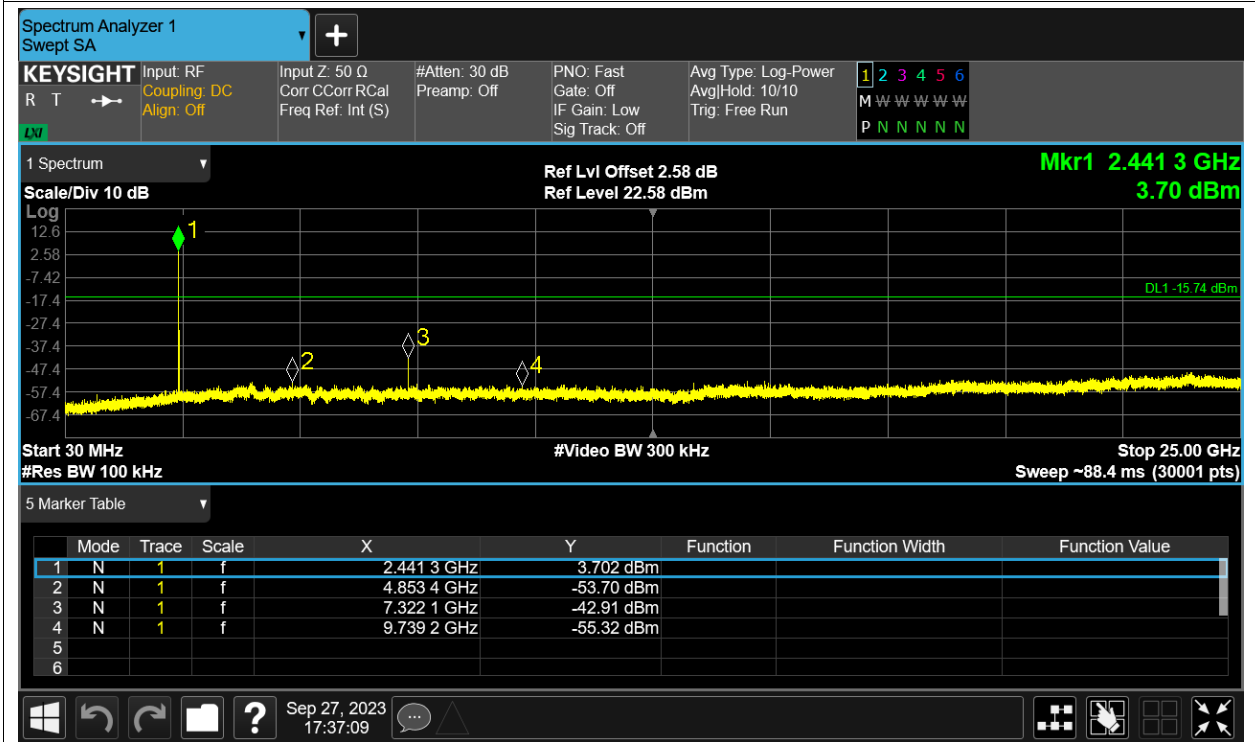 Spectrum Analyzer 1
Swept SA
KEYSIGHT Input: RF Input Z: 50 Ω #Atten: 30 dB PNO: Fast Avg Type: Log-Power 1 2 3 4 5 6
R T Coupling: DC Corr CCorr RCal Preamp: Off Gate: Off Avg|Hold: 10/10 M W W W W W
Align: Off Freq Ref: Int (S) IF Gain: Low Trig: Free Run
LXI Sig Track: Off P N N N N N
1 Spectrum Ref Lvl Offset 2.58 dB Mkr1 2.441 3 GHz
Scale/Div 10 dB Ref Level 22.58 dBm 3.70 dBm
Log
12.6 1
2.58
-7.42
DL1 -15.74 dBm
-17.4
-27.4
3
-37.4
2 4
-47.4
-57.4
-67.4
Start 30 MHz #Video BW 300 kHz Stop 25.00 GHz
#Res BW 100 kHz Sweep ~88.4 ms (30001 pts)
5 Marker Table
Mode Trace Scale X Y Function Function Width Function Value
1 N 1 f 2.441 3 GHz 3.702 dBm
2 N 1 f 4.853 4 GHz -53.70 dBm
3 N 1 f 7.322 1 GHz -42.91 dBm
4 N 1 f 9.739 2 GHz -55.32 dBm
5
6
? Sep 27, 2023
17:37:09